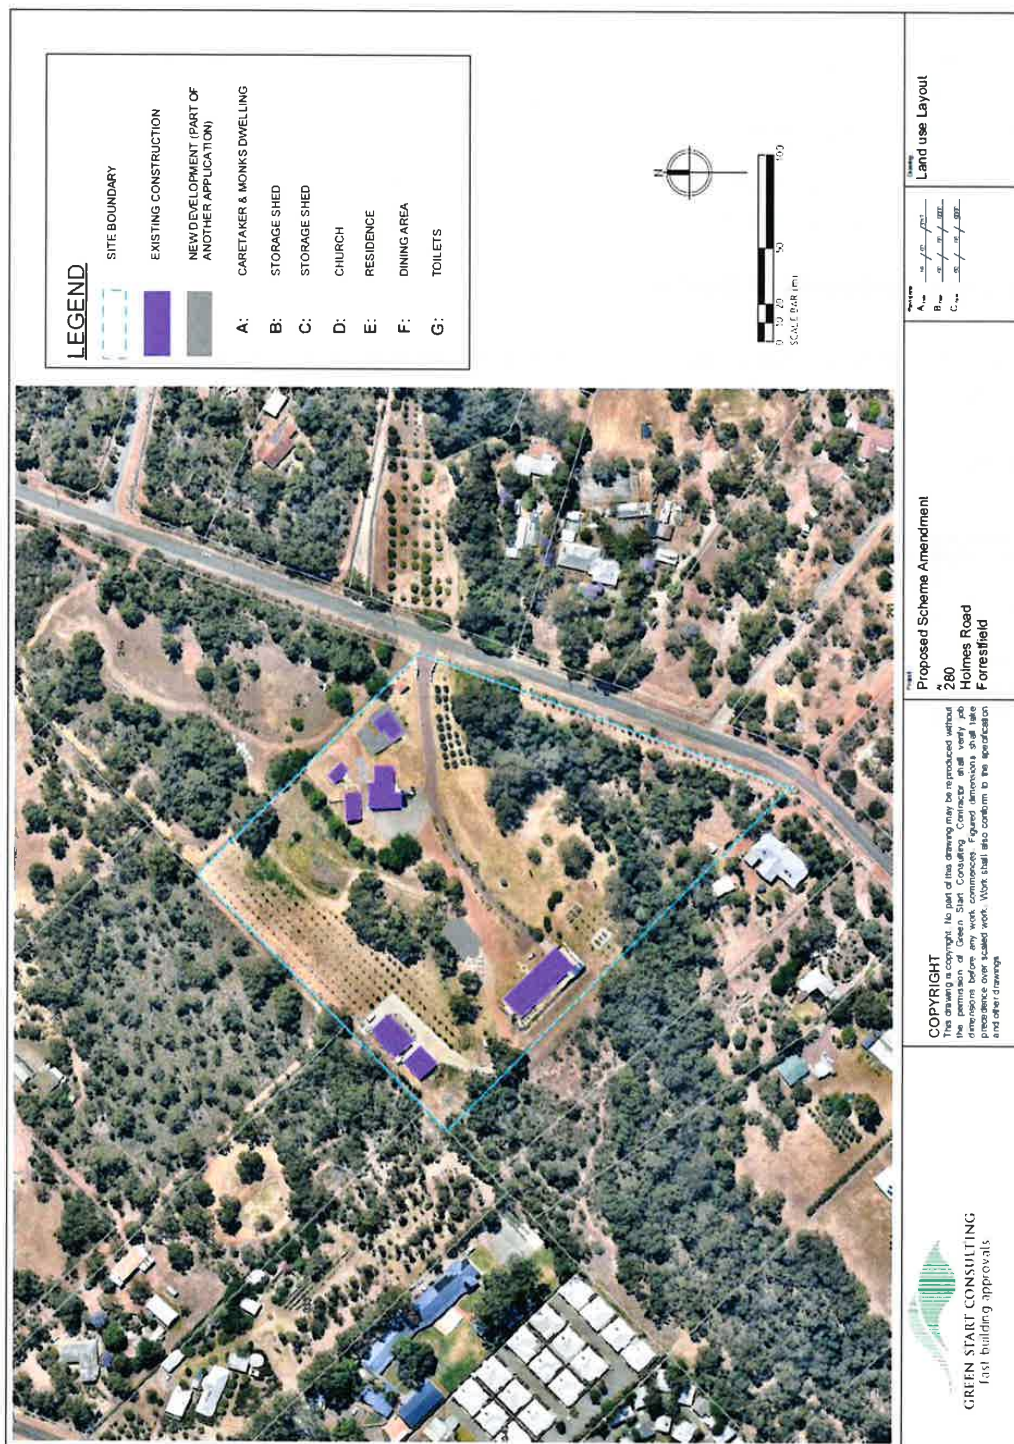 LEGEND
SITE BOUNDARY
EXISTING CONSTRUCTION
NEW DEVELOPMENT (PART OF
ANOTHER APPLICATION)
A: CARETAKER & MONKS DWELLING
B: STORAGE SHED
C: STORAGE SHED
D: CHURCH
E: RESIDENCE
F: DINING AREA
G: TOILETS
N
0 10 20 50 100
SCALE BAR (m)
GREEN START CONSULTING
fast building approvals
COPYRIGHT
This drawing is copyright. No part of this drawing may be reproduced without
the permission of Green Start Consulting. Contractor shall verify job
dimensions before any work commences. Figured dimensions shall take
precedence over scaled work. Work shall also conform to the specification
and other drawings
Project
Proposed Scheme Amendment
At
280
Holmes Road
Forrestfield
A
B
C
Drawing
Land use Layout